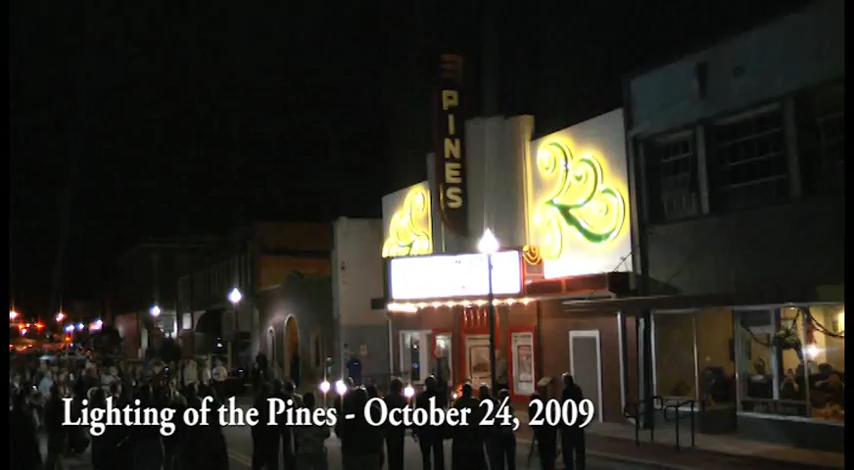 PINES
Lighting of the Pines - October 24, 2009